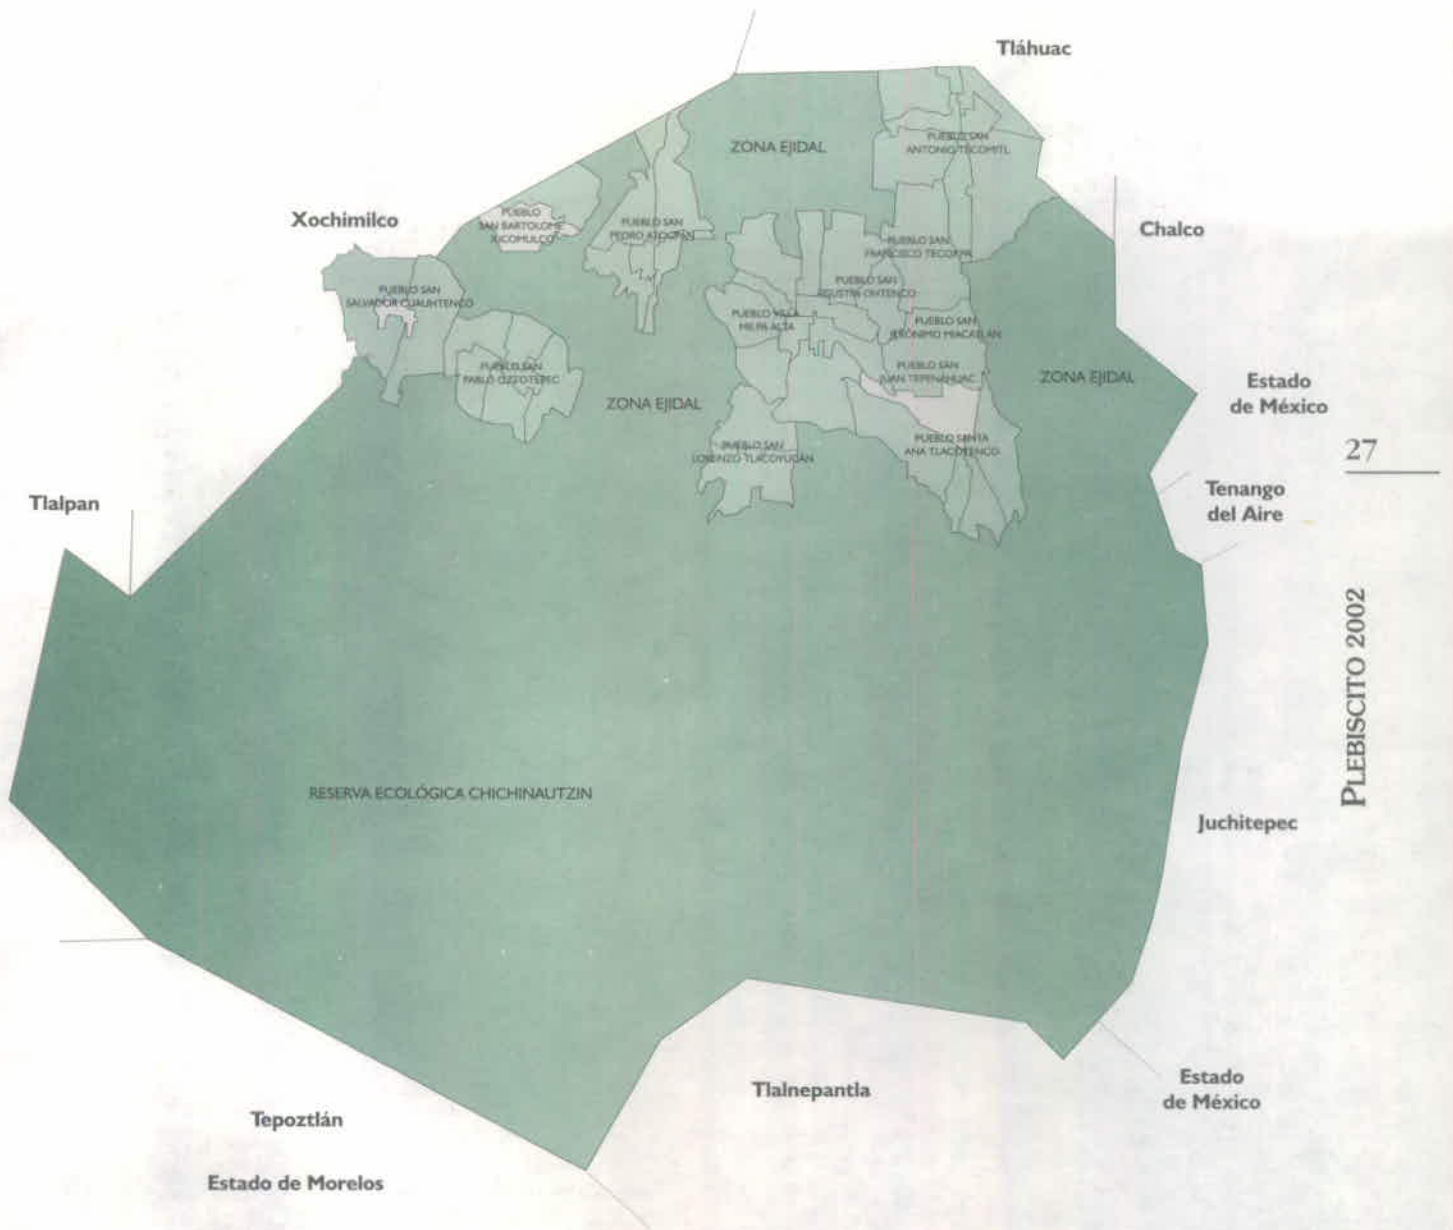 Tláhuac
ZONA EJIDAL
PUEBLO SAN
ANTONIO TECOMITL
Xochimilco
PUEBLO
SAN BARTOLOME
XICOMULCO
PUEBLO SAN
PEDRO ATOCPAN
Chalco
PUEBLO SAN
FRANCISCO TECOXPA
PUEBLO SAN
SALVADOR CUAUHTENCO
PUEBLO SAN
AGUSTIN OHTENCO
PUEBLO VILLA
MILPA ALTA
PUEBLO SAN
JERÓNIMO MIACATLAN
PUEBLO SAN
PABLO OZTOTEPEC
PUEBLO SAN
JUAN TEPENAHUAC
ZONA EJIDAL
ZONA EJIDAL
Estado
de México
PUEBLO SANTA
ANA TLACOTENCO
PUEBLO SAN
LORENZO TLACOYUCAN
27
Tlalpan
Tenango
del Aire
PLEBISCITO 2002
RESERVA ECOLÓGICA CHICHINAUTZIN
Juchitepec
Tlalnepantla
Estado
de México
Tepoztlán
Estado de Morelos